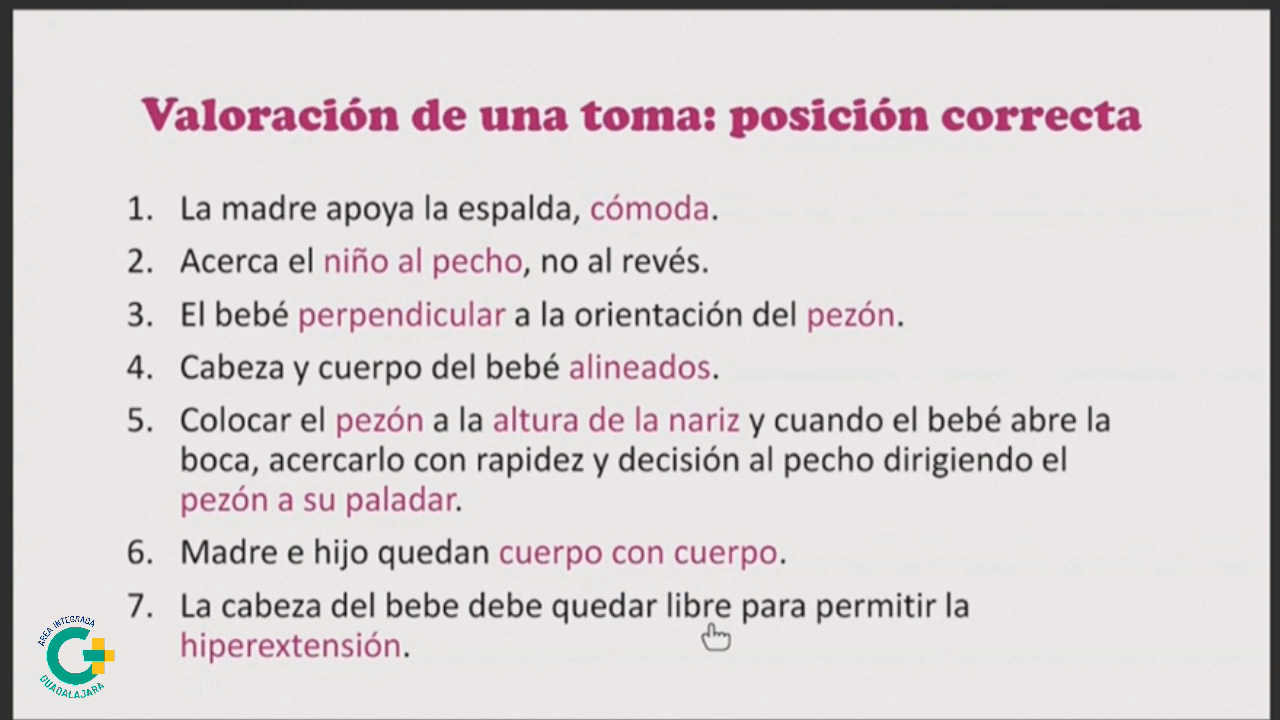 Valoración de una toma: posición correcta
1. La madre apoya la espalda, cómoda.
2. Acerca el niño al pecho, no al revés.
3. El bebé perpendicular a la orientación del pezón.
4. Cabeza y cuerpo del bebé alineados.
5. Colocar el pezón a la altura de la nariz y cuando el bebé abre la
boca, acercarlo con rapidez y decisión al pecho dirigiendo el
pezón a su paladar.
6. Madre e hijo quedan cuerpo con cuerpo.
7. La cabeza del bebe debe quedar libre para permitir la
hiperextensión.
ÁREA INTEGRADA
GUADALAJARA